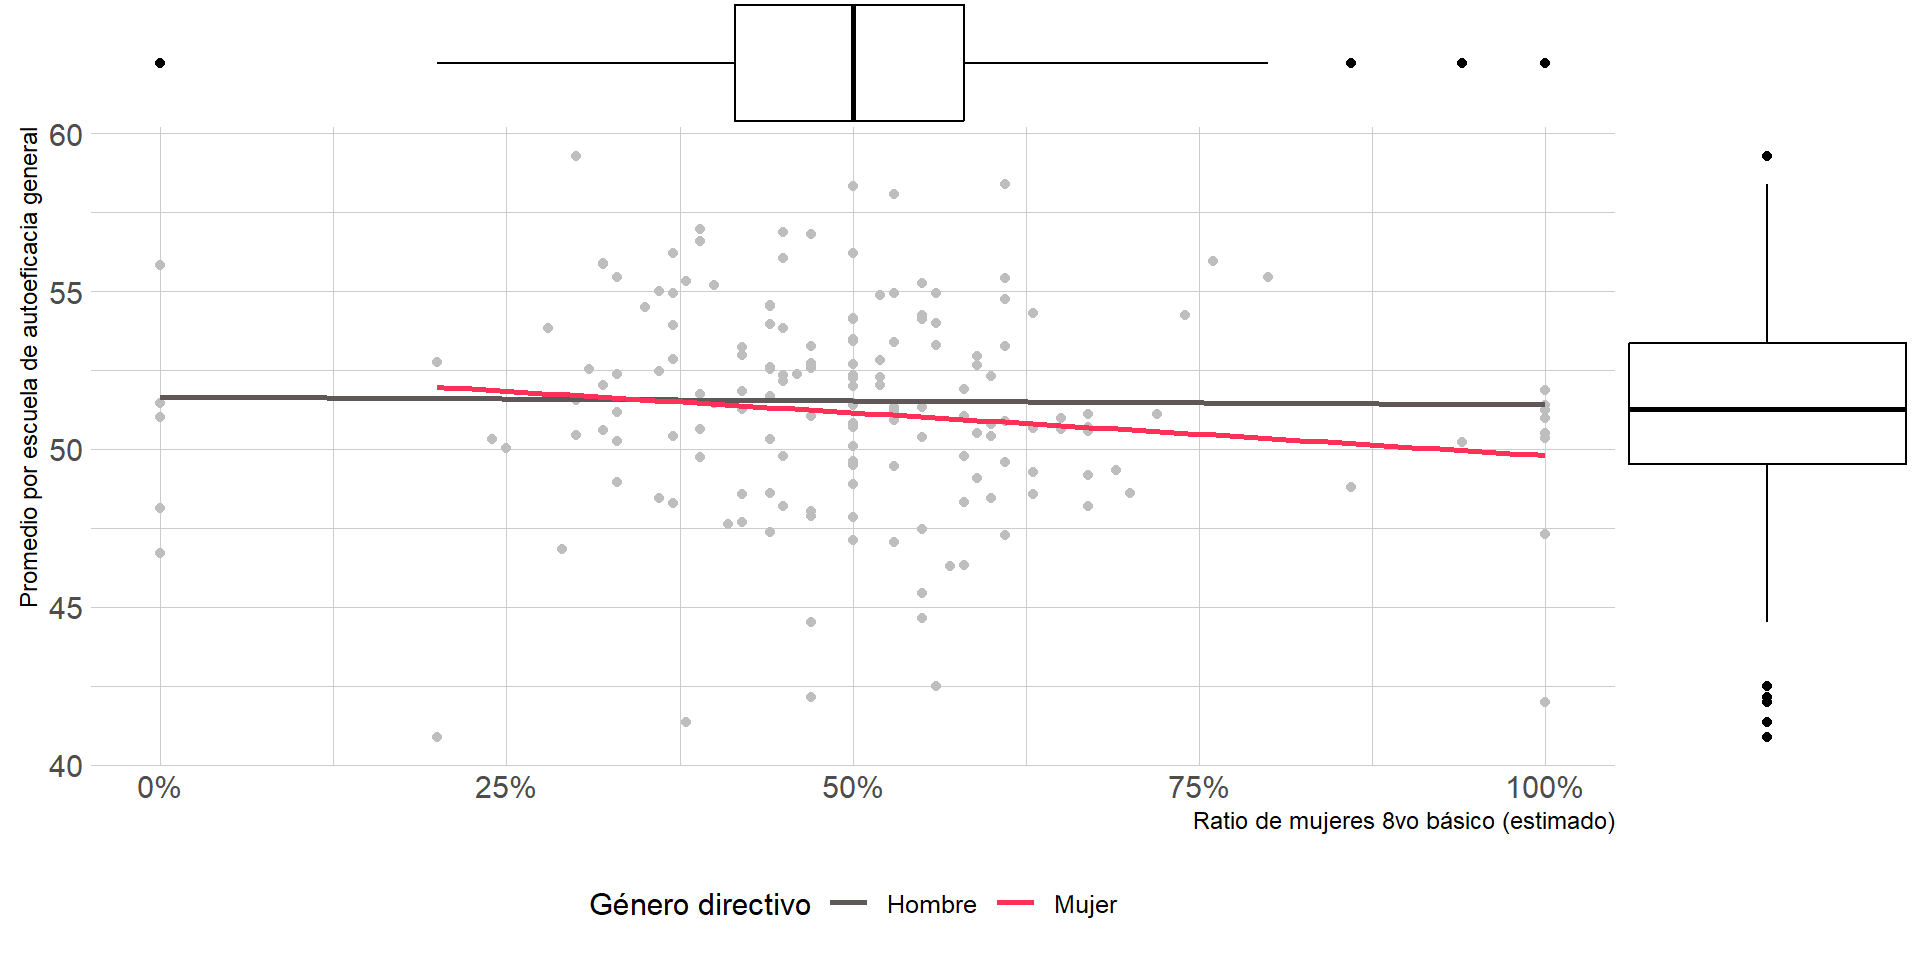 Promedio por escuela de autoeficacia general
60
55
50
45
40
0% 25% 50% 75% 100%
Ratio de mujeres 8vo básico (estimado)
Género directivo Hombre Mujer